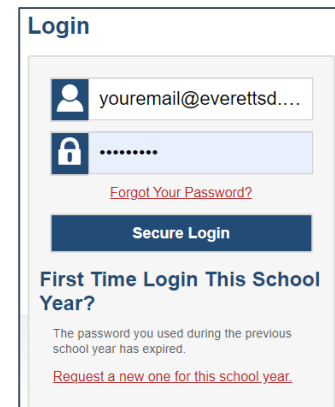 Login
youremail@everettsd....
•••••••••
Forgot Your Password?
Secure Login
First Time Login This School
Year?
The password you used during the previous
school year has expired.
Request a new one for this school year.